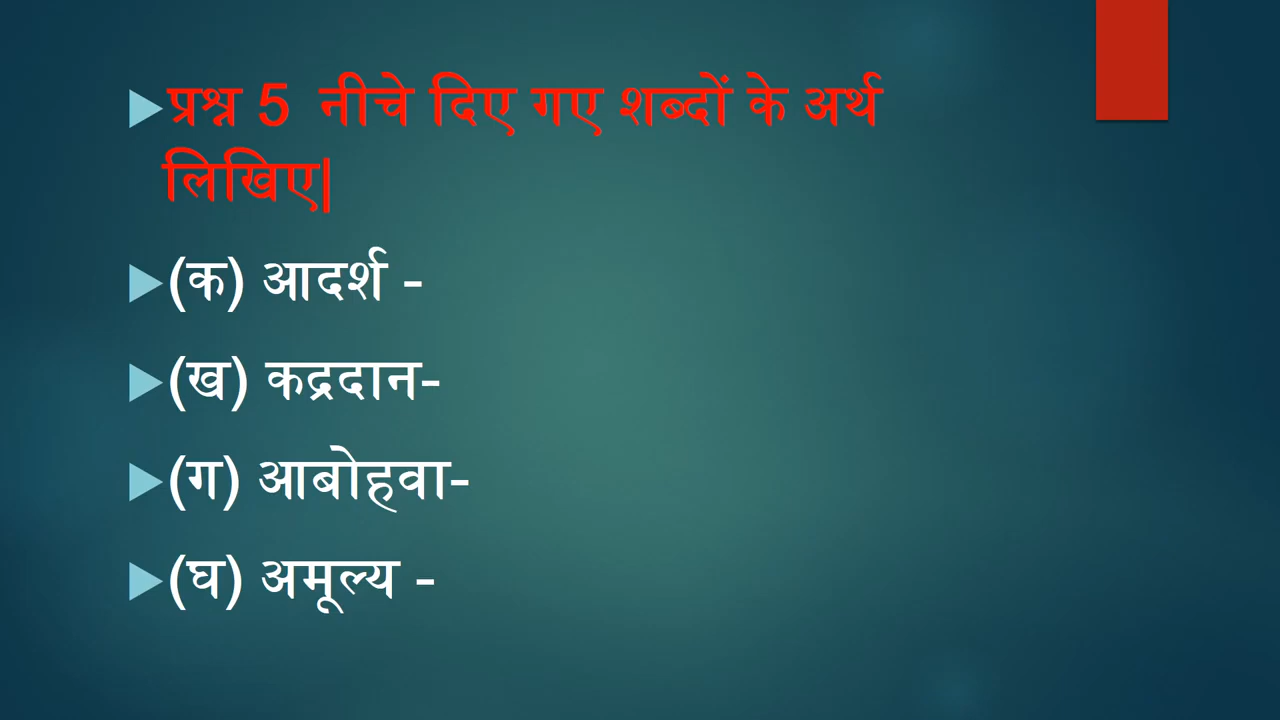 प्रश्न 5 नीचे दिए गए शब्दों के अर्थ
लिखिए|
(क) आदर्श -
(ख) कद्रदान-
(ग) आबोहवा-
(घ) अमूल्य -